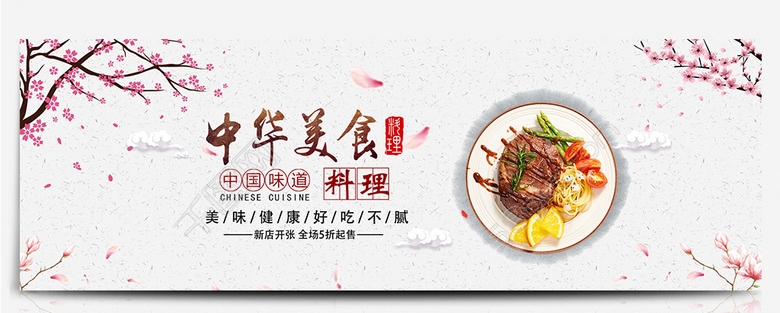 中华美食
料理
中国味道 料理
CHINESE CUISINE
美/味/健/康/好/吃/不/腻
新店开张 全场5折起售